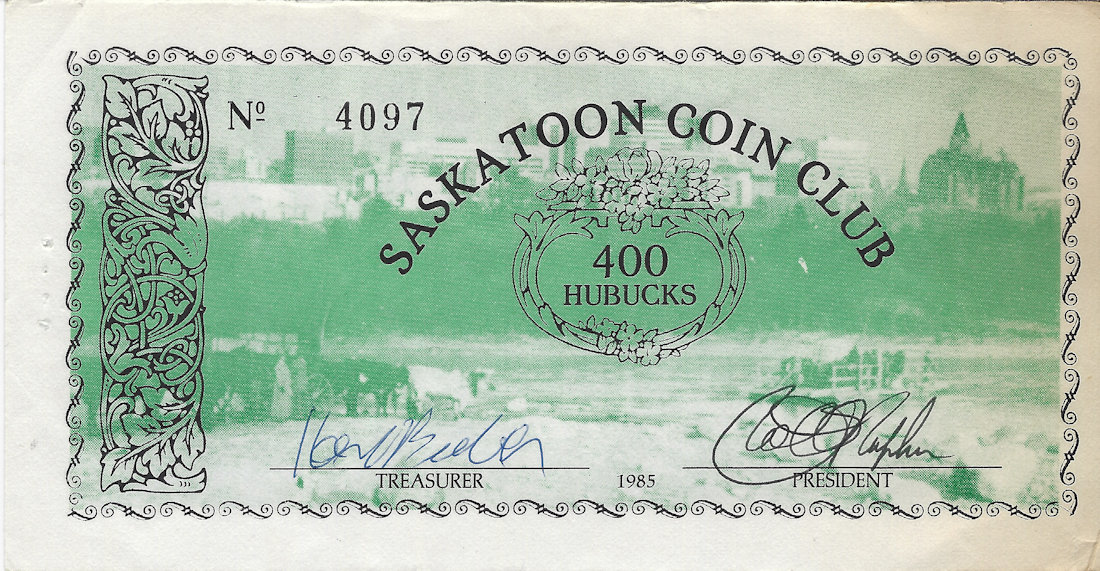 Nº 4097
SASKATOON COIN CLUB
400
HUBUCKS
TREASURER 1985 PRESIDENT